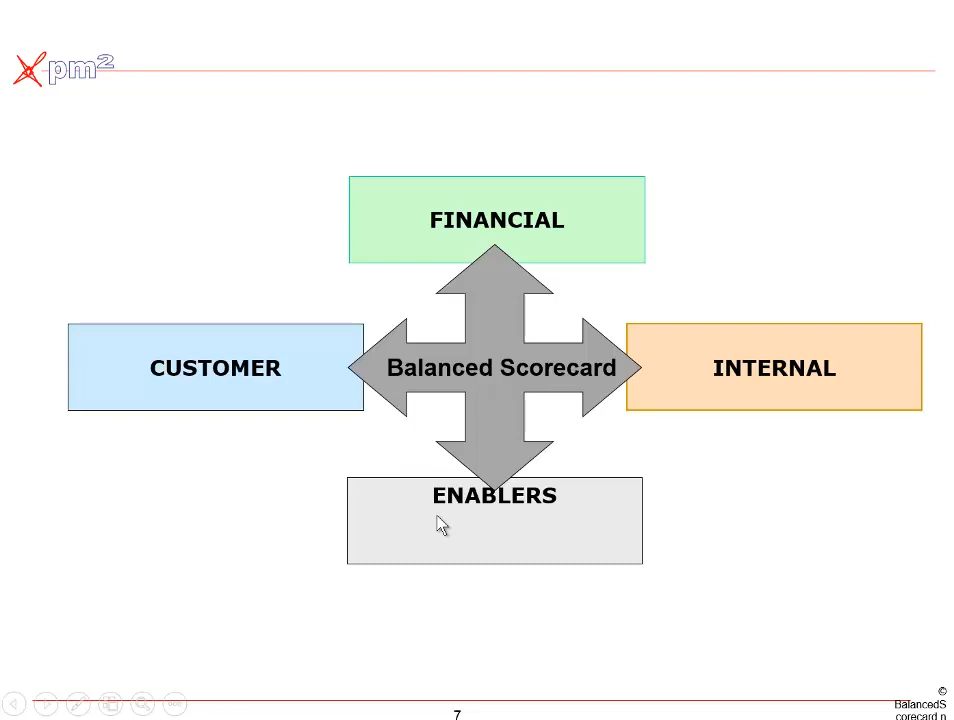 pm2
FINANCIAL
CUSTOMER
Balanced Scorecard
INTERNAL
ENABLERS
7
©
BalancedS
corecard n